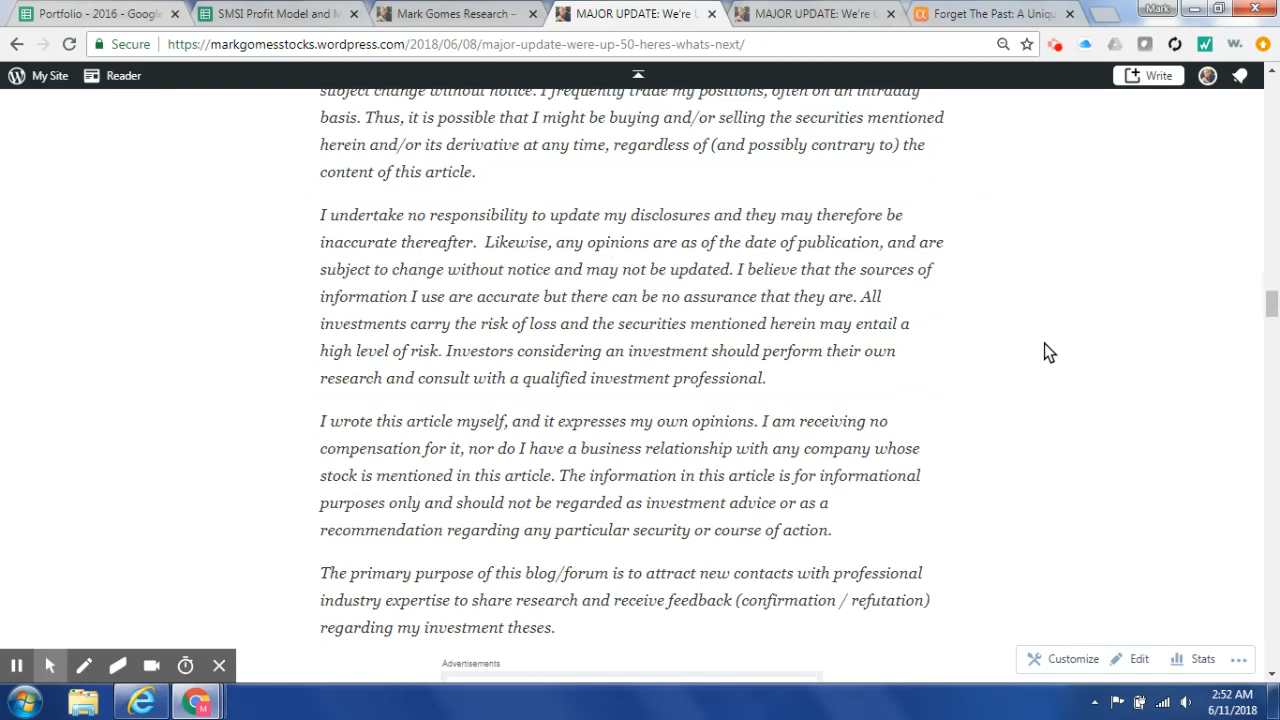 Portfolio - 2016 - Google
SMSI Profit Model and M
Mark Gomes Research –
MAJOR UPDATE: We're U
MAJOR UPDATE: We're U
Forget The Past: A Uniqu
Mark
Secure
https://markgomesstocks.wordpress.com/2018/06/08/major-update-were-up-50-heres-whats-next/
My Site
Reader
Write
subject change without notice. I frequently trade my positions, often on an intraday
basis. Thus, it is possible that I might be buying and/or selling the securities mentioned
herein and/or its derivative at any time, regardless of (and possibly contrary to) the
content of this article.
I undertake no responsibility to update my disclosures and they may therefore be
inaccurate thereafter.  Likewise, any opinions are as of the date of publication, and are
subject to change without notice and may not be updated. I believe that the sources of
information I use are accurate but there can be no assurance that they are. All
investments carry the risk of loss and the securities mentioned herein may entail a
high level of risk. Investors considering an investment should perform their own
research and consult with a qualified investment professional.
I wrote this article myself, and it expresses my own opinions. I am receiving no
compensation for it, nor do I have a business relationship with any company whose
stock is mentioned in this article. The information in this article is for informational
purposes only and should not be regarded as investment advice or as a
recommendation regarding any particular security or course of action.
The primary purpose of this blog/forum is to attract new contacts with professional
industry expertise to share research and receive feedback (confirmation / refutation)
regarding my investment theses.
Advertisements
Customize
Edit
Stats
2:52 AM
6/11/2018